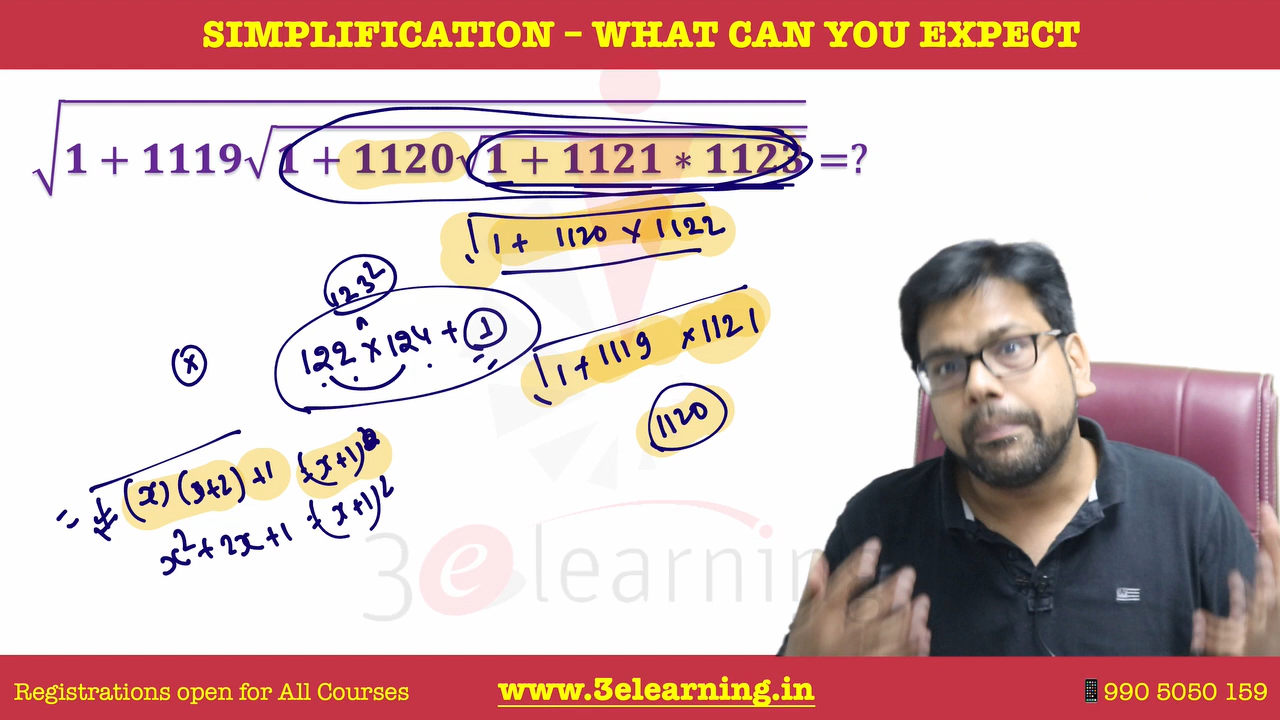 SIMPLIFICATION – WHAT CAN YOU EXPECT
√1 + 1119√1 + 1120√1 + 1121 * 1123 =?
√1 + 1120 × 1122
123²
122 × 124 + 1
√1 + 1119 × 1121
x
1120
= √(x)(x+2)+1 {(x+1)²
x² + 2x + 1 {(x+1)²
3elearnin
Registrations open for All Courses
www.3elearning.in
990 5050 159